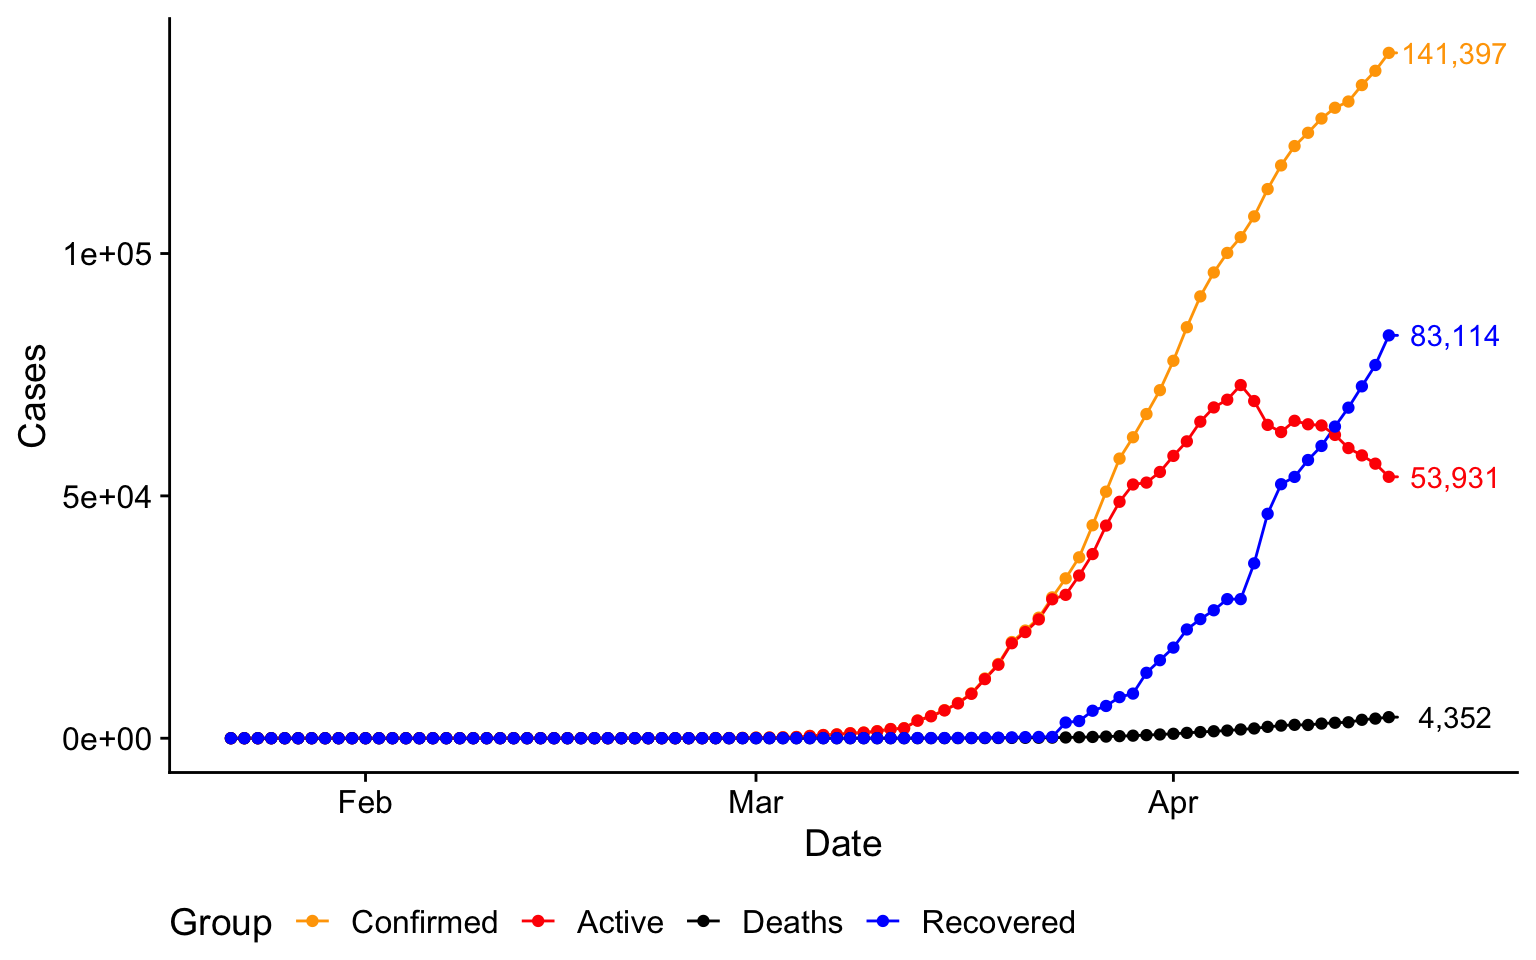 141,397
1e+05
83,114
Cases
5e+04
53,931
4,352
0e+00
Feb Mar Apr
Date
Group Confirmed Active Deaths Recovered